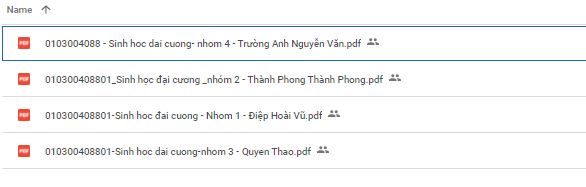 Name
PDF 0103004088 - Sinh hoc dai cuong- nhom 4 - Trường Anh Nguyễn Văn.pdf
PDF 010300408801_Sinh học đại cương _nhóm 2 - Thành Phong Thành Phong.pdf
PDF 010300408801-Sinh hoc đai cuong - Nhom 1 - Điệp Hoài Vũ.pdf
PDF 010300408801-Sinh hoc dai cuong-nhom 3 - Quyen Thao.pdf